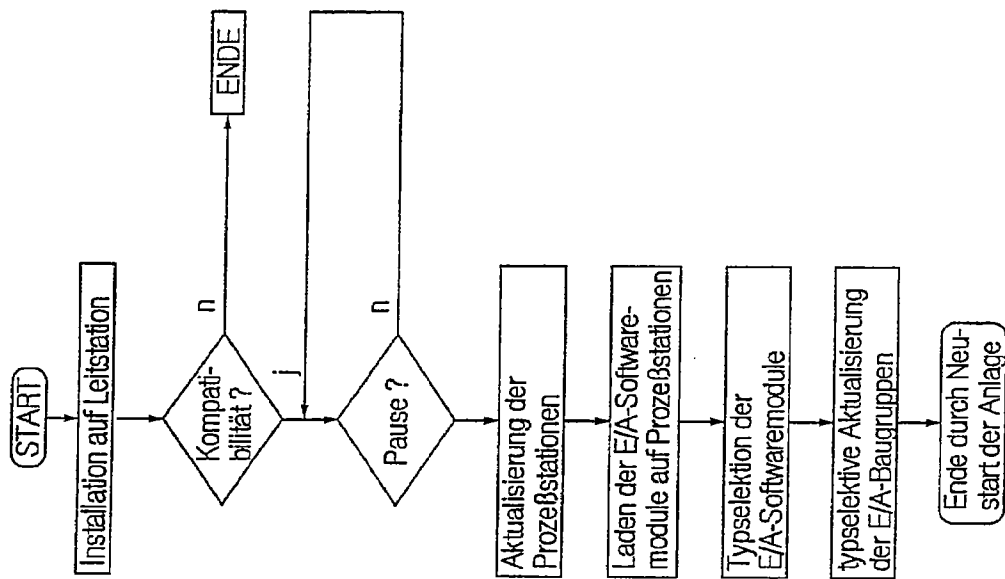 START
Installation auf Leitstation
Kompati-
bilität ?
n
ENDE
j
Pause ?
n
Aktualisierung der
Prozeßstationen
Laden der E/A-Software-
module auf Prozeßstationen
Typselektion der
E/A-Softwaremodule
typselektive Aktualisierung
der E/A-Baugruppen
Ende durch Neu-
start der Anlage